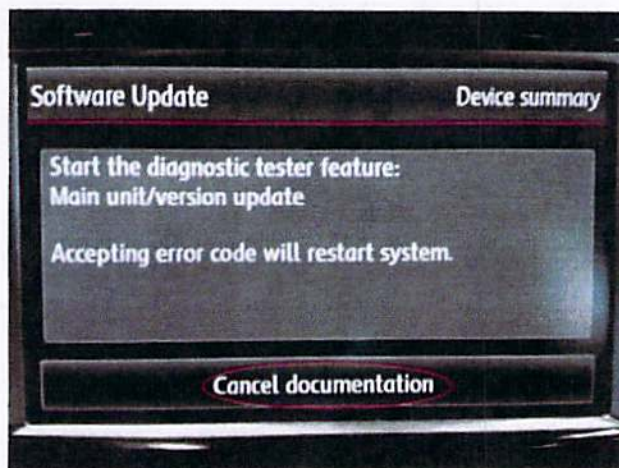 Software Update
Device summary
Start the diagnostic tester feature:
Main unit/version update
Accepting error code will restart system.
Cancel documentation